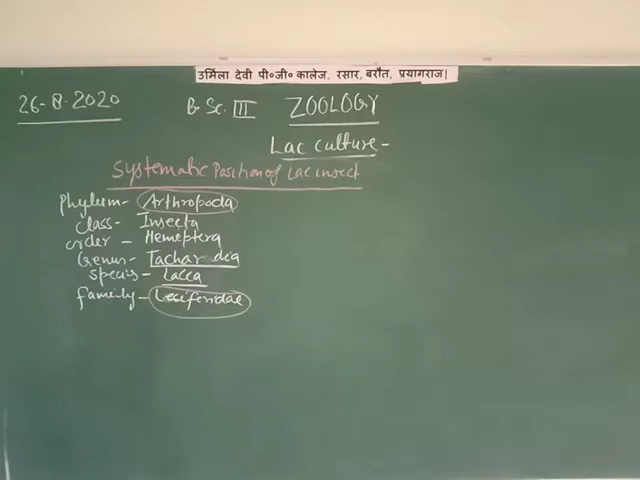 उर्मिला देवी पी०जी० कालेज, रसार, बरौत, प्रयागराज।
26-8-2020 B.Sc. III ZOOLOGY
Lac culture-
Systematic Position of Lac insect
Phylum- Arthropoda
Class- Insecta
order - Hemeptera
Genus- Tachardia
Species- Lacca
family- Lacciferidae